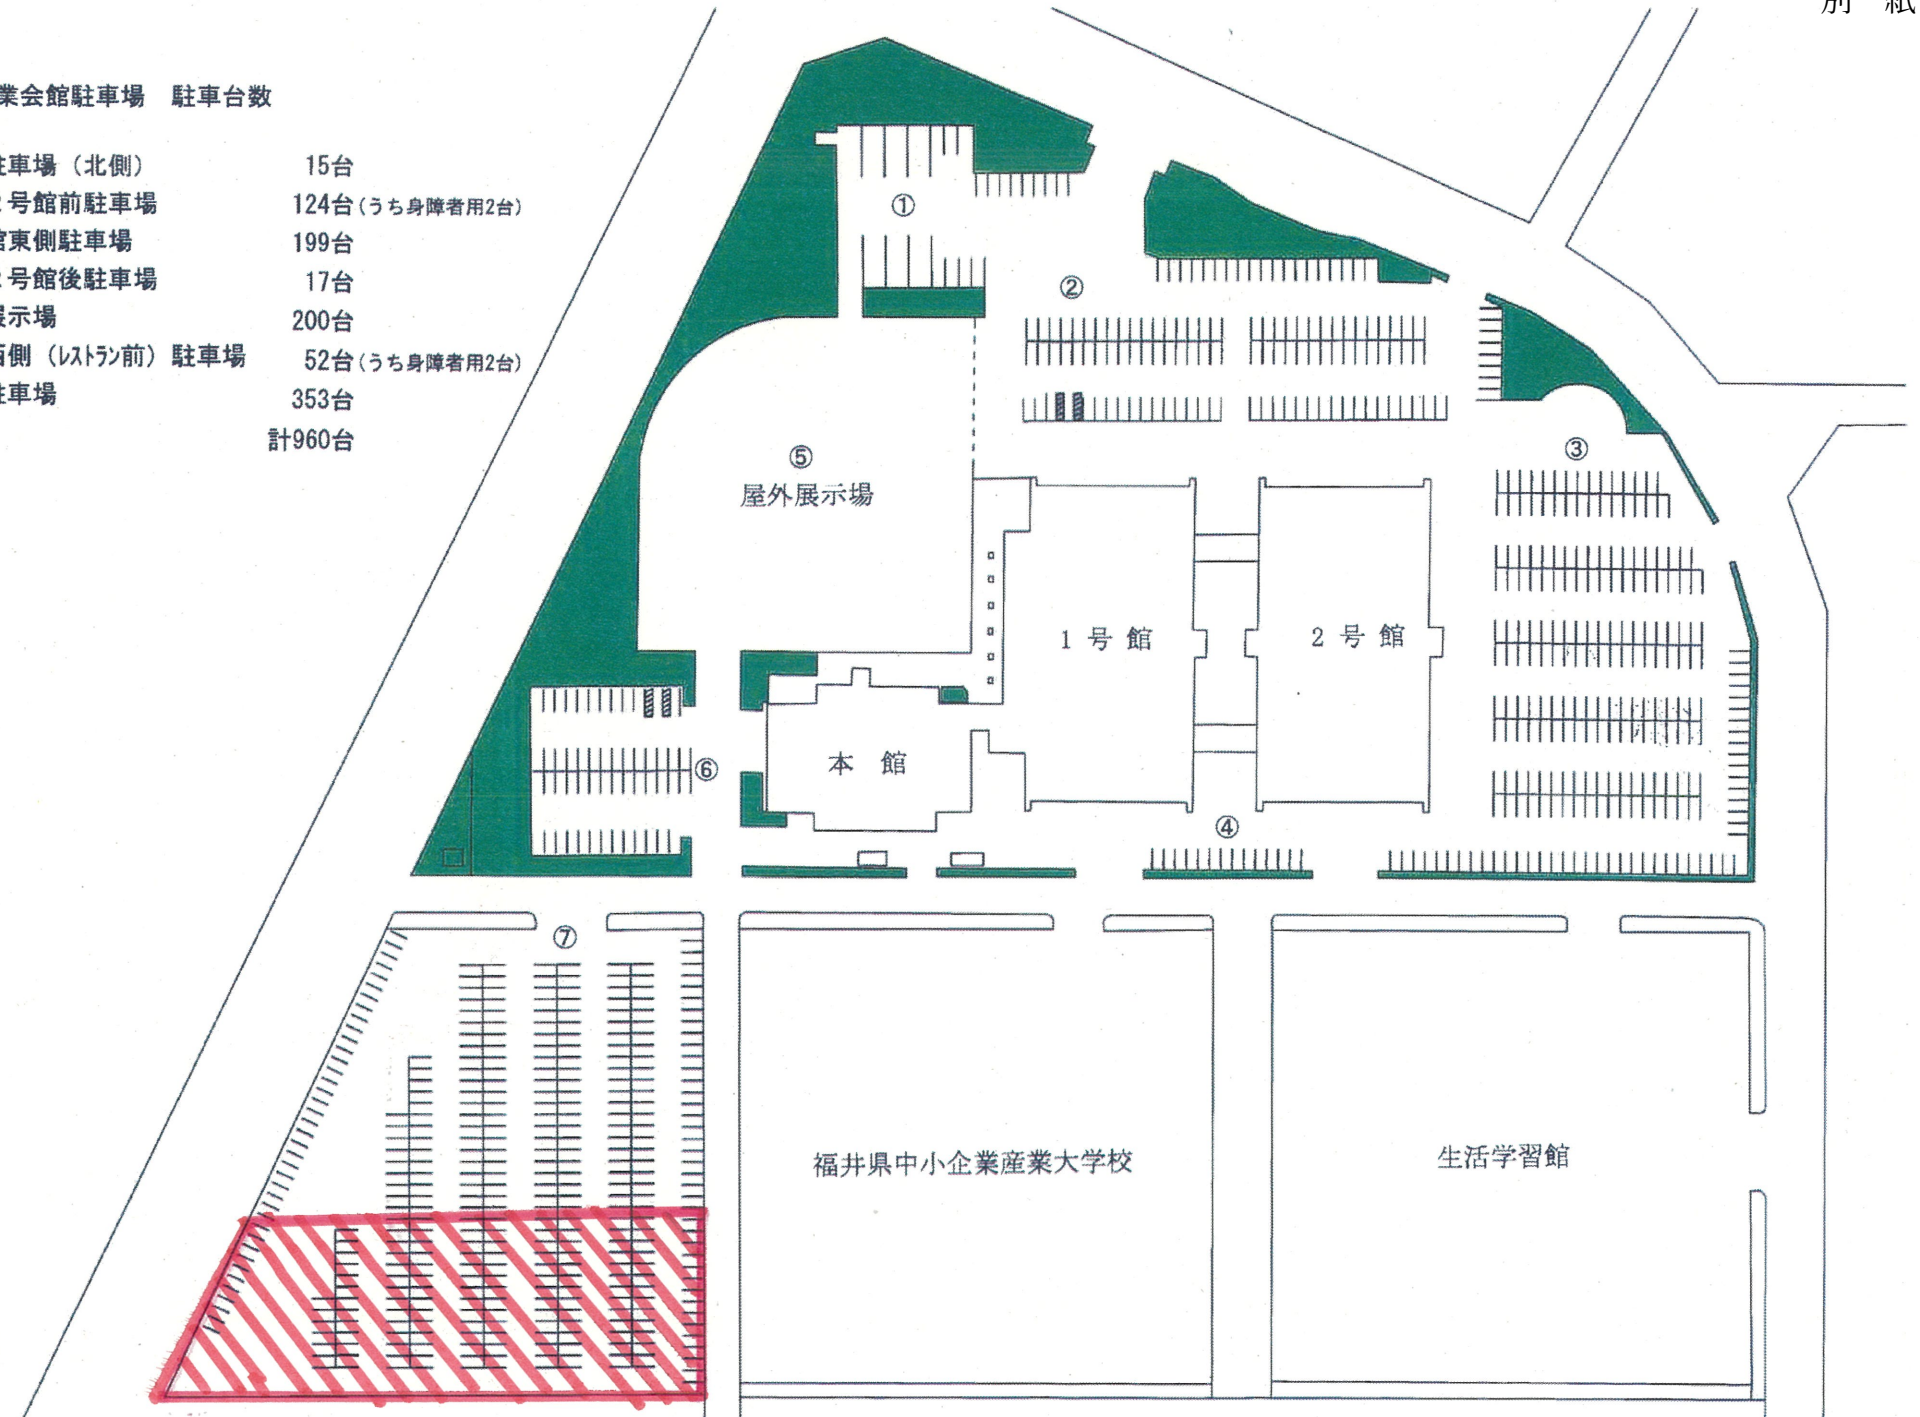 別 紙
業会館駐車場 駐車台数
駐車場（北側） 15台
号館前駐車場 124台(うち身障者用2台)
館東側駐車場 199台
号館後駐車場 17台
展示場 200台
西側（ﾚｽﾄﾗﾝ前）駐車場 52台(うち身障者用2台)
駐車場 353台
計960台
①
②
③
⑤
屋外展示場
1 号 館
2 号 館
⑥
本 館
④
⑦
福井県中小企業産業大学校
生活学習館